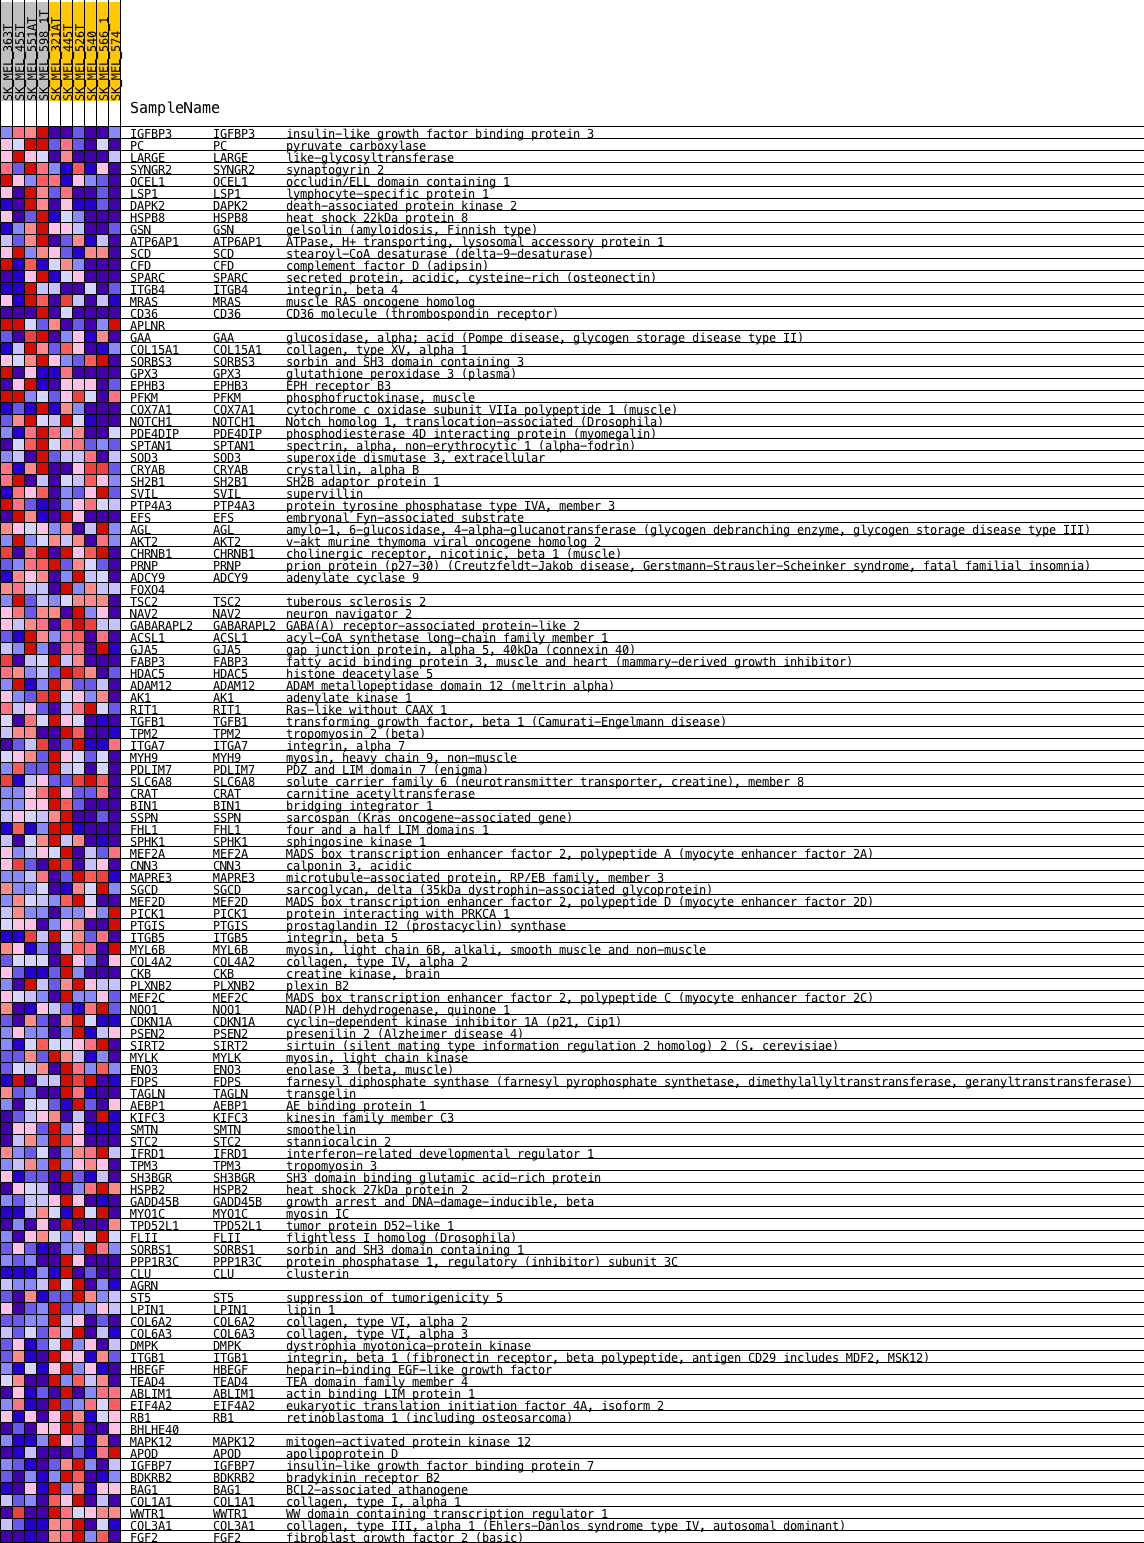 SK_MEL_363T
SK_MEL_455T
SK_MEL_551AT
SK_MEL_598_1T
SK_MEL_321AT
SK_MEL_445T
SK_MEL_526T
SK_MEL_540
SK_MEL_566_1
SK_MEL_574
SampleName
IGFBP3 IGFBP3 insulin-like growth factor binding protein 3
PC PC pyruvate carboxylase
LARGE LARGE like-glycosyltransferase
SYNGR2 SYNGR2 synaptogyrin 2
OCEL1 OCEL1 occludin/ELL domain containing 1
LSP1 LSP1 lymphocyte-specific protein 1
DAPK2 DAPK2 death-associated protein kinase 2
HSPB8 HSPB8 heat shock 22kDa protein 8
GSN GSN gelsolin (amyloidosis, Finnish type)
ATP6AP1 ATP6AP1 ATPase, H+ transporting, lysosomal accessory protein 1
SCD SCD stearoyl-CoA desaturase (delta-9-desaturase)
CFD CFD complement factor D (adipsin)
SPARC SPARC secreted protein, acidic, cysteine-rich (osteonectin)
ITGB4 ITGB4 integrin, beta 4
MRAS MRAS muscle RAS oncogene homolog
CD36 CD36 CD36 molecule (thrombospondin receptor)
APLNR
GAA GAA glucosidase, alpha; acid (Pompe disease, glycogen storage disease type II)
COL15A1 COL15A1 collagen, type XV, alpha 1
SORBS3 SORBS3 sorbin and SH3 domain containing 3
GPX3 GPX3 glutathione peroxidase 3 (plasma)
EPHB3 EPHB3 EPH receptor B3
PFKM PFKM phosphofructokinase, muscle
COX7A1 COX7A1 cytochrome c oxidase subunit VIIa polypeptide 1 (muscle)
NOTCH1 NOTCH1 Notch homolog 1, translocation-associated (Drosophila)
PDE4DIP PDE4DIP phosphodiesterase 4D interacting protein (myomegalin)
SPTAN1 SPTAN1 spectrin, alpha, non-erythrocytic 1 (alpha-fodrin)
SOD3 SOD3 superoxide dismutase 3, extracellular
CRYAB CRYAB crystallin, alpha B
SH2B1 SH2B1 SH2B adaptor protein 1
SVIL SVIL supervillin
PTP4A3 PTP4A3 protein tyrosine phosphatase type IVA, member 3
EFS EFS embryonal Fyn-associated substrate
AGL AGL amylo-1, 6-glucosidase, 4-alpha-glucanotransferase (glycogen debranching enzyme, glycogen storage disease type III)
AKT2 AKT2 v-akt murine thymoma viral oncogene homolog 2
CHRNB1 CHRNB1 cholinergic receptor, nicotinic, beta 1 (muscle)
PRNP PRNP prion protein (p27-30) (Creutzfeldt-Jakob disease, Gerstmann-Strausler-Scheinker syndrome, fatal familial insomnia)
ADCY9 ADCY9 adenylate cyclase 9
FOXO4
TSC2 TSC2 tuberous sclerosis 2
NAV2 NAV2 neuron navigator 2
GABARAPL2 GABARAPL2 GABA(A) receptor-associated protein-like 2
ACSL1 ACSL1 acyl-CoA synthetase long-chain family member 1
GJA5 GJA5 gap junction protein, alpha 5, 40kDa (connexin 40)
FABP3 FABP3 fatty acid binding protein 3, muscle and heart (mammary-derived growth inhibitor)
HDAC5 HDAC5 histone deacetylase 5
ADAM12 ADAM12 ADAM metallopeptidase domain 12 (meltrin alpha)
AK1 AK1 adenylate kinase 1
RIT1 RIT1 Ras-like without CAAX 1
TGFB1 TGFB1 transforming growth factor, beta 1 (Camurati-Engelmann disease)
TPM2 TPM2 tropomyosin 2 (beta)
ITGA7 ITGA7 integrin, alpha 7
MYH9 MYH9 myosin, heavy chain 9, non-muscle
PDLIM7 PDLIM7 PDZ and LIM domain 7 (enigma)
SLC6A8 SLC6A8 solute carrier family 6 (neurotransmitter transporter, creatine), member 8
CRAT CRAT carnitine acetyltransferase
BIN1 BIN1 bridging integrator 1
SSPN SSPN sarcospan (Kras oncogene-associated gene)
FHL1 FHL1 four and a half LIM domains 1
SPHK1 SPHK1 sphingosine kinase 1
MEF2A MEF2A MADS box transcription enhancer factor 2, polypeptide A (myocyte enhancer factor 2A)
CNN3 CNN3 calponin 3, acidic
MAPRE3 MAPRE3 microtubule-associated protein, RP/EB family, member 3
SGCD SGCD sarcoglycan, delta (35kDa dystrophin-associated glycoprotein)
MEF2D MEF2D MADS box transcription enhancer factor 2, polypeptide D (myocyte enhancer factor 2D)
PICK1 PICK1 protein interacting with PRKCA 1
PTGIS PTGIS prostaglandin I2 (prostacyclin) synthase
ITGB5 ITGB5 integrin, beta 5
MYL6B MYL6B myosin, light chain 6B, alkali, smooth muscle and non-muscle
COL4A2 COL4A2 collagen, type IV, alpha 2
CKB CKB creatine kinase, brain
PLXNB2 PLXNB2 plexin B2
MEF2C MEF2C MADS box transcription enhancer factor 2, polypeptide C (myocyte enhancer factor 2C)
NQO1 NQO1 NAD(P)H dehydrogenase, quinone 1
CDKN1A CDKN1A cyclin-dependent kinase inhibitor 1A (p21, Cip1)
PSEN2 PSEN2 presenilin 2 (Alzheimer disease 4)
SIRT2 SIRT2 sirtuin (silent mating type information regulation 2 homolog) 2 (S. cerevisiae)
MYLK MYLK myosin, light chain kinase
ENO3 ENO3 enolase 3 (beta, muscle)
FDPS FDPS farnesyl diphosphate synthase (farnesyl pyrophosphate synthetase, dimethylallyltranstransferase, geranyltranstransferase)
TAGLN TAGLN transgelin
AEBP1 AEBP1 AE binding protein 1
KIFC3 KIFC3 kinesin family member C3
SMTN SMTN smoothelin
STC2 STC2 stanniocalcin 2
IFRD1 IFRD1 interferon-related developmental regulator 1
TPM3 TPM3 tropomyosin 3
SH3BGR SH3BGR SH3 domain binding glutamic acid-rich protein
HSPB2 HSPB2 heat shock 27kDa protein 2
GADD45B GADD45B growth arrest and DNA-damage-inducible, beta
MYO1C MYO1C myosin IC
TPD52L1 TPD52L1 tumor protein D52-like 1
FLII FLII flightless I homolog (Drosophila)
SORBS1 SORBS1 sorbin and SH3 domain containing 1
PPP1R3C PPP1R3C protein phosphatase 1, regulatory (inhibitor) subunit 3C
CLU CLU clusterin
AGRN
ST5 ST5 suppression of tumorigenicity 5
LPIN1 LPIN1 lipin 1
COL6A2 COL6A2 collagen, type VI, alpha 2
COL6A3 COL6A3 collagen, type VI, alpha 3
DMPK DMPK dystrophia myotonica-protein kinase
ITGB1 ITGB1 integrin, beta 1 (fibronectin receptor, beta polypeptide, antigen CD29 includes MDF2, MSK12)
HBEGF HBEGF heparin-binding EGF-like growth factor
TEAD4 TEAD4 TEA domain family member 4
ABLIM1 ABLIM1 actin binding LIM protein 1
EIF4A2 EIF4A2 eukaryotic translation initiation factor 4A, isoform 2
RB1 RB1 retinoblastoma 1 (including osteosarcoma)
BHLHE40
MAPK12 MAPK12 mitogen-activated protein kinase 12
APOD APOD apolipoprotein D
IGFBP7 IGFBP7 insulin-like growth factor binding protein 7
BDKRB2 BDKRB2 bradykinin receptor B2
BAG1 BAG1 BCL2-associated athanogene
COL1A1 COL1A1 collagen, type I, alpha 1
WWTR1 WWTR1 WW domain containing transcription regulator 1
COL3A1 COL3A1 collagen, type III, alpha 1 (Ehlers-Danlos syndrome type IV, autosomal dominant)
FGF2 FGF2 fibroblast growth factor 2 (basic)